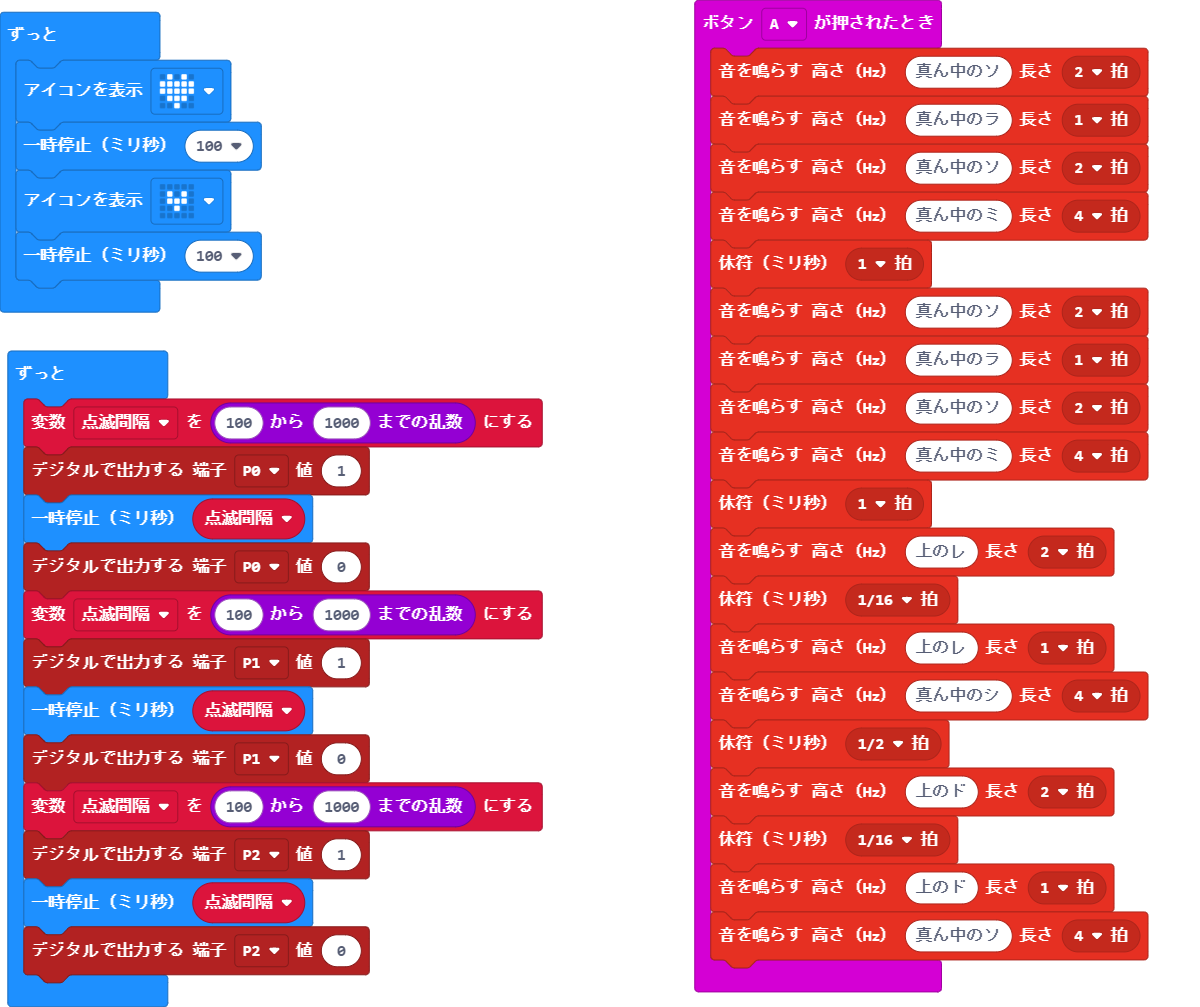 ずっと
アイコンを表示
一時停止（ミリ秒） 100
アイコンを表示
一時停止（ミリ秒） 100
ずっと
変数 点滅間隔 を 100 から 1000 までの乱数 にする
デジタルで出力する 端子 P0 値 1
一時停止（ミリ秒） 点滅間隔
デジタルで出力する 端子 P0 値 0
変数 点滅間隔 を 100 から 1000 までの乱数 にする
デジタルで出力する 端子 P1 値 1
一時停止（ミリ秒） 点滅間隔
デジタルで出力する 端子 P1 値 0
変数 点滅間隔 を 100 から 1000 までの乱数 にする
デジタルで出力する 端子 P2 値 1
一時停止（ミリ秒） 点滅間隔
デジタルで出力する 端子 P2 値 0
ボタン A が押されたとき
音を鳴らす 高さ（Hz） 真ん中のソ 長さ 2 拍
音を鳴らす 高さ（Hz） 真ん中のラ 長さ 1 拍
音を鳴らす 高さ（Hz） 真ん中のソ 長さ 2 拍
音を鳴らす 高さ（Hz） 真ん中のミ 長さ 4 拍
休符（ミリ秒） 1 拍
音を鳴らす 高さ（Hz） 真ん中のソ 長さ 2 拍
音を鳴らす 高さ（Hz） 真ん中のラ 長さ 1 拍
音を鳴らす 高さ（Hz） 真ん中のソ 長さ 2 拍
音を鳴らす 高さ（Hz） 真ん中のミ 長さ 4 拍
休符（ミリ秒） 1 拍
音を鳴らす 高さ（Hz） 上のレ 長さ 2 拍
休符（ミリ秒） 1/16 拍
音を鳴らす 高さ（Hz） 上のレ 長さ 1 拍
音を鳴らす 高さ（Hz） 真ん中のシ 長さ 4 拍
休符（ミリ秒） 1/2 拍
音を鳴らす 高さ（Hz） 上のド 長さ 2 拍
休符（ミリ秒） 1/16 拍
音を鳴らす 高さ（Hz） 上のド 長さ 1 拍
音を鳴らす 高さ（Hz） 真ん中のソ 長さ 4 拍